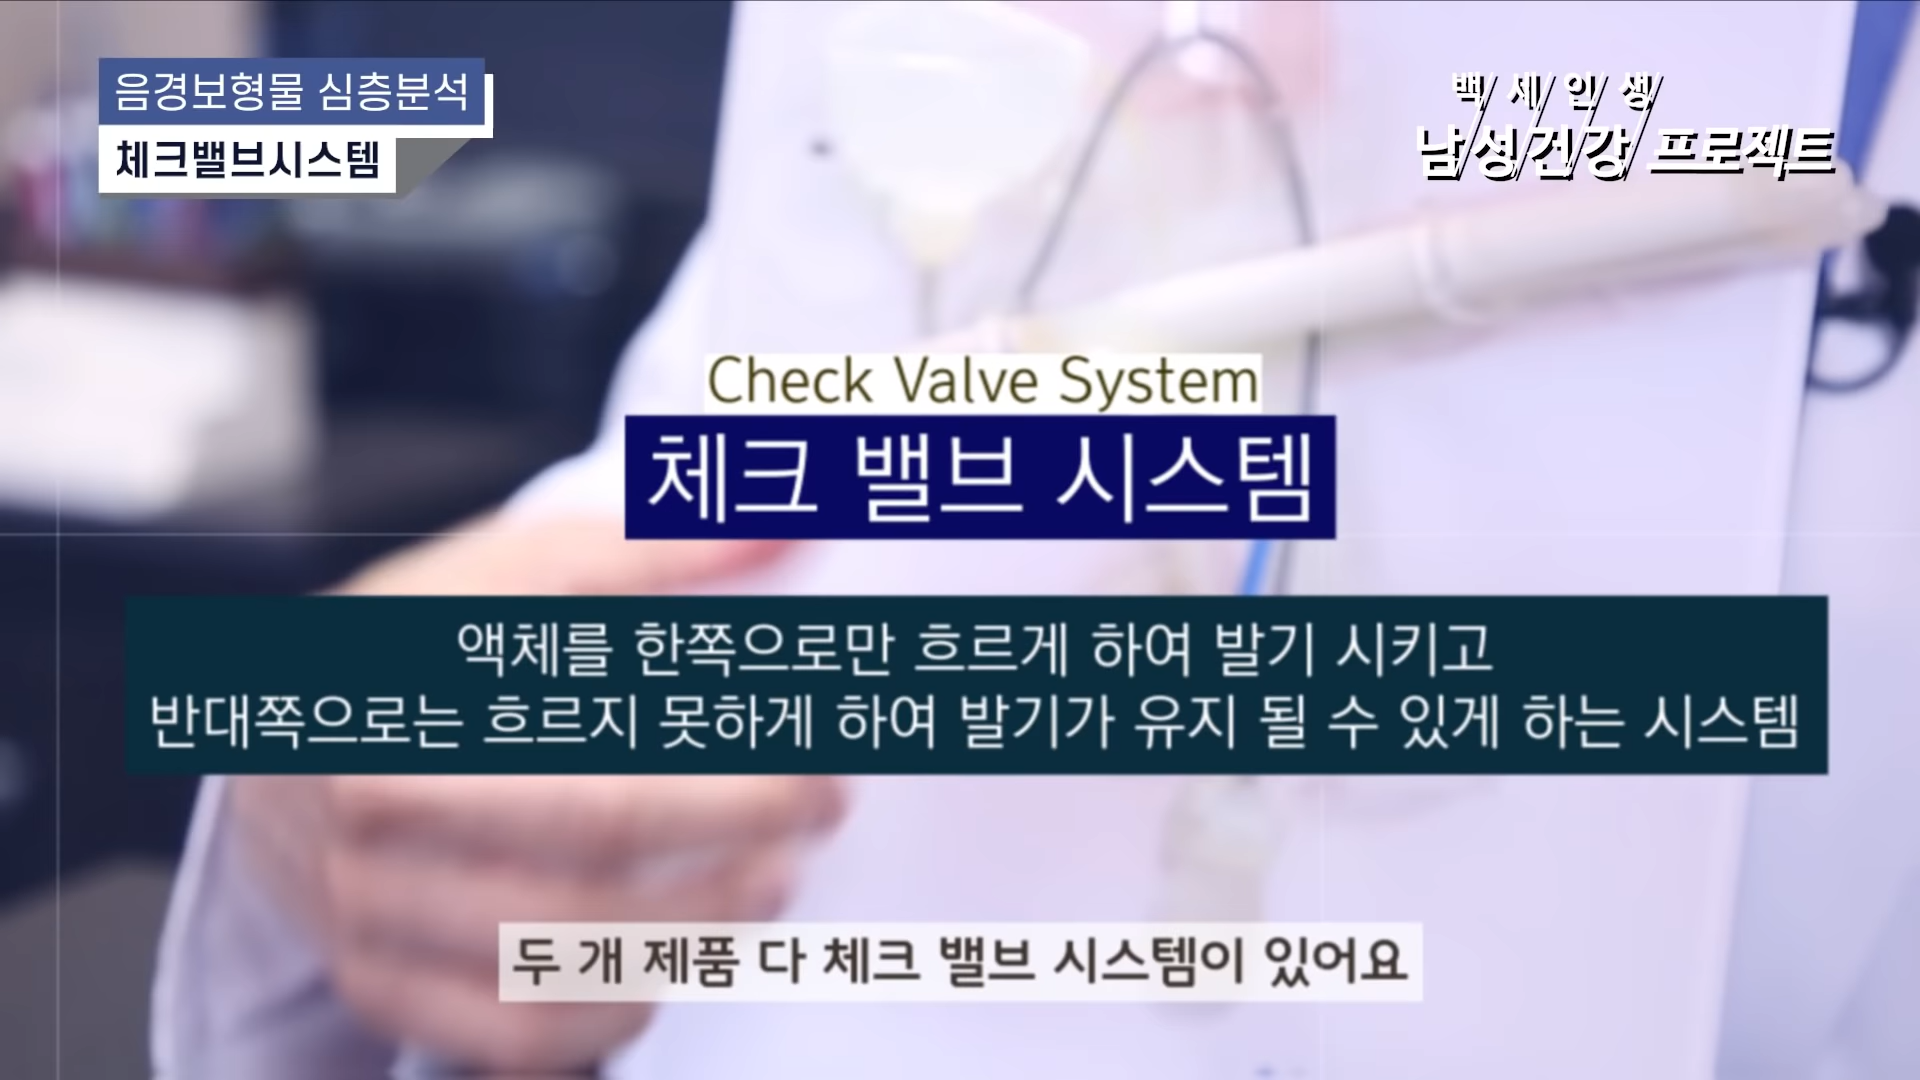 음경보형물 심층분석
체크밸브시스템
백세인생
남성건강 프로젝트
Check Valve System
체크 밸브 시스템
액체를 한쪽으로만 흐르게 하여 발기 시키고
반대쪽으로는 흐르지 못하게 하여 발기가 유지 될 수 있게 하는 시스템
두 개 제품 다 체크 밸브 시스템이 있어요